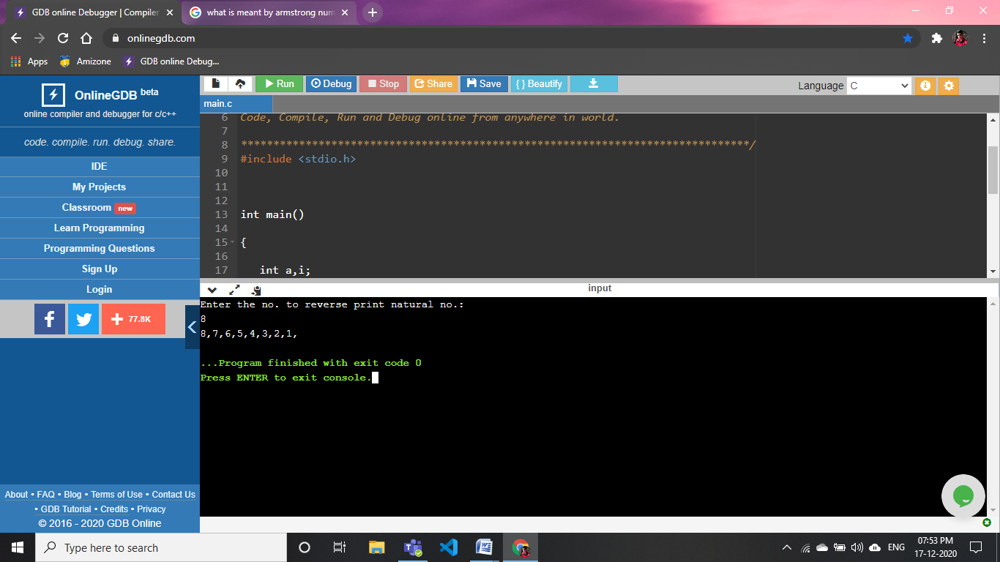 GDB online Debugger | Compiler
what is meant by armstrong num
onlinegdb.com
Apps
Amizone
GDB online Debug...
OnlineGDB beta
online compiler and debugger for c/c++
code. compile. run. debug. share.
IDE
My Projects
Classroom new
Learn Programming
Programming Questions
Sign Up
Login
f
77.8K
About • FAQ • Blog • Terms of Use • Contact Us
• GDB Tutorial • Credits • Privacy
© 2016 - 2020 GDB Online
Run
Debug
Stop
Share
Save
{ } Beautify
Language C
main.c
6 Code, Compile, Run and Debug online from anywhere in world.
7
8 *******************************************************************************/
9 #include <stdio.h>
10
11
12
13 int main()
14
15 {
16
17 int a,i;
input
Enter the no. to reverse print natural no.:
8
8,7,6,5,4,3,2,1,
...Program finished with exit code 0
Press ENTER to exit console.
Type here to search
ENG
07:53 PM
17-12-2020